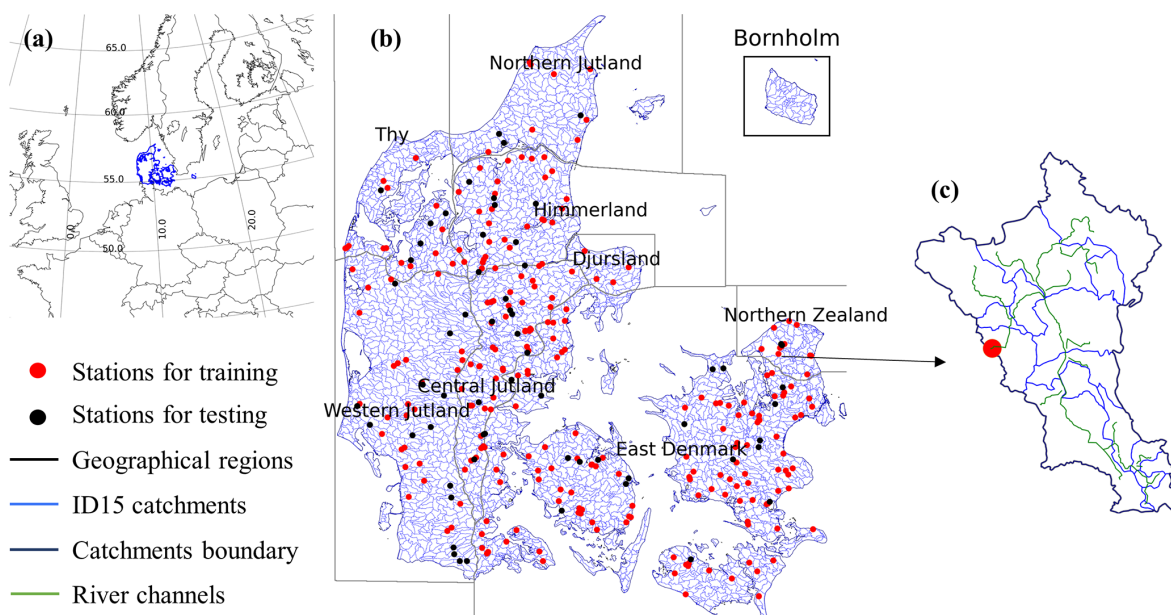 (a)
65.0
60.0
55.0
50.0
0.0
10.0
20.0
(b)
Bornholm
Northern Jutland
Thy
Himmerland
Djursland
Northern Zealand
Central Jutland
Western Jutland
East Denmark
(c)
Stations for training
Stations for testing
Geographical regions
ID15 catchments
Catchments boundary
River channels